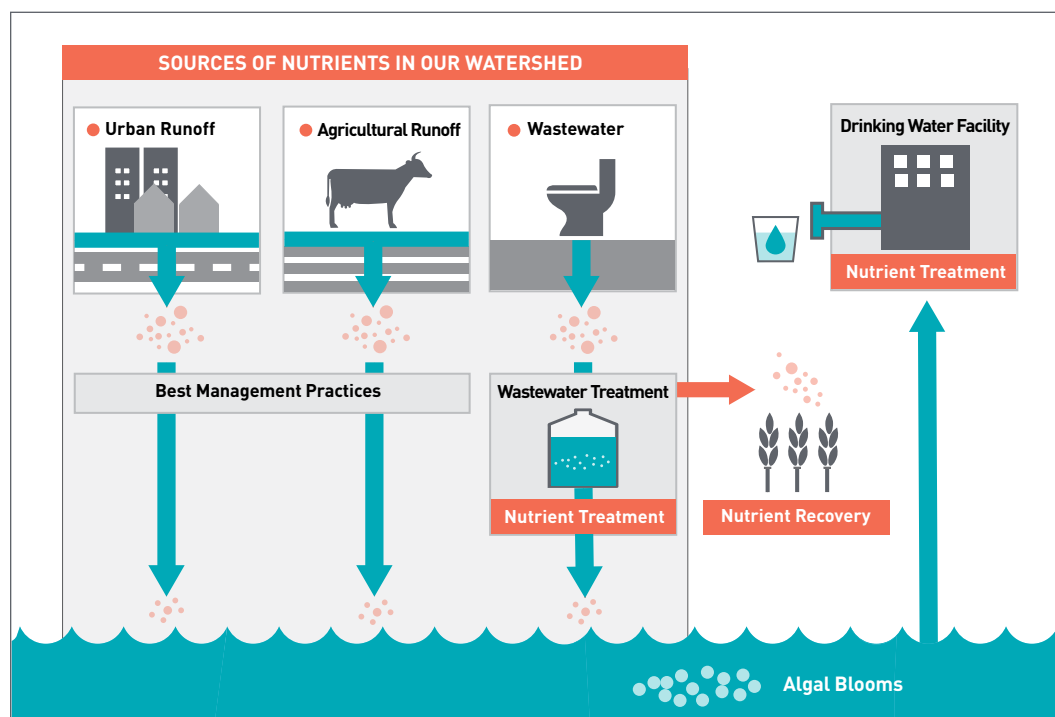 SOURCES OF NUTRIENTS IN OUR WATERSHED
Urban Runoff
Agricultural Runoff
Wastewater
Drinking Water Facility
Nutrient Treatment
Best Management Practices
Wastewater Treatment
Nutrient Treatment
Nutrient Recovery
Algal Blooms